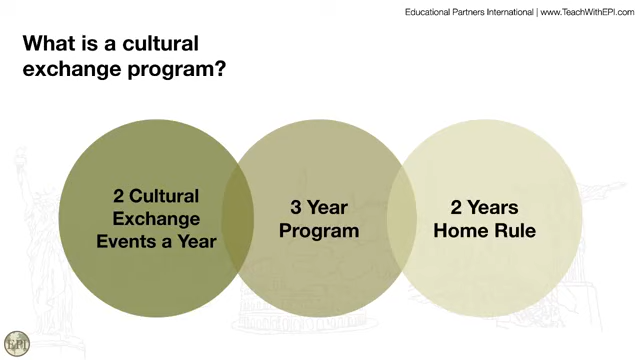 Educational Partners International | www.TeachWithEPI.com
What is a cultural
exchange program?
2 Cultural
Exchange
Events a Year
3 Year
Program
2 Years
Home Rule
EPI